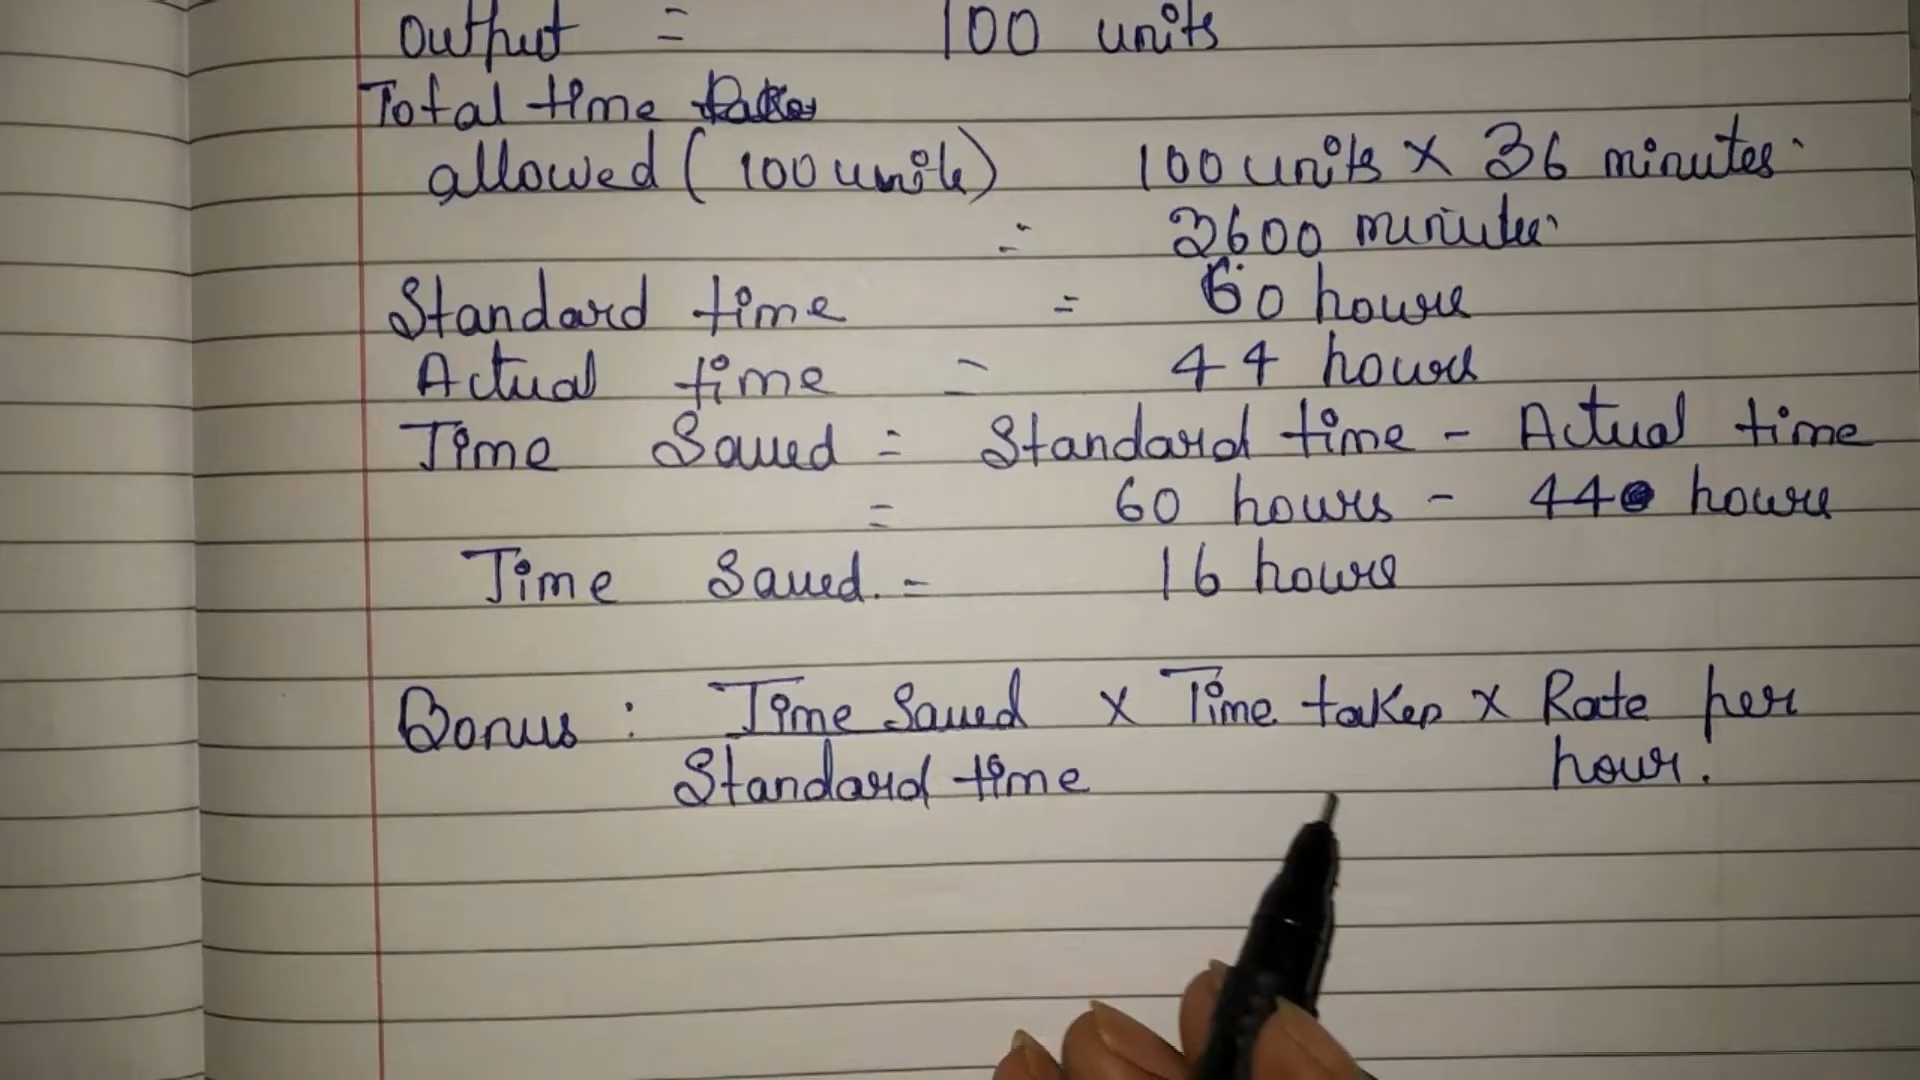 Output = 100 units
Total time
allowed (100 units) 100 units × 36 minutes
= 3600 minutes
Standard time = 60 hours
Actual time = 44 hours
Time Saved = Standard time - Actual time
= 60 hours - 44 hours
Time Saved. = 16 hours
Bonus : Time Saved × Time taken × Rate per
Standard time hour.